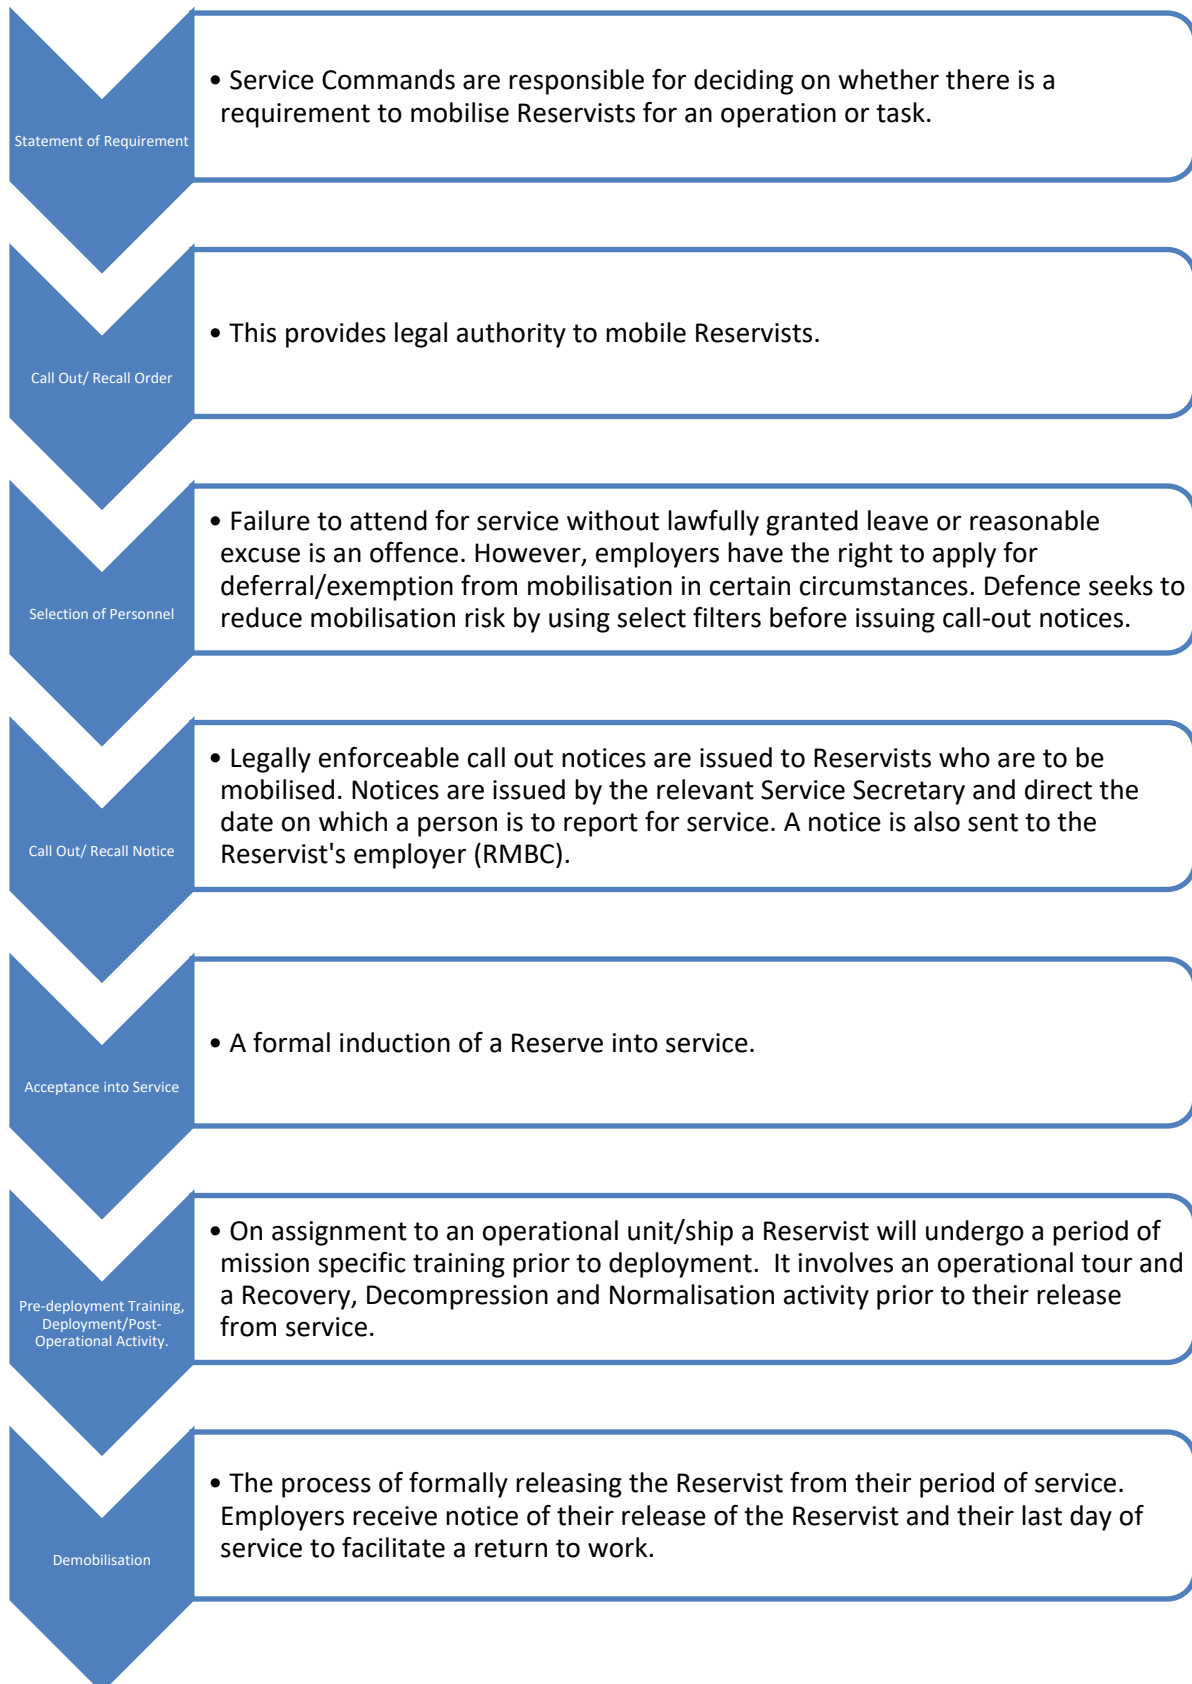 Statement of Requirement
• Service Commands are responsible for deciding on whether there is a
requirement to mobilise Reservists for an operation or task.
Call Out/ Recall Order
• This provides legal authority to mobile Reservists.
Selection of Personnel
• Failure to attend for service without lawfully granted leave or reasonable
excuse is an offence. However, employers have the right to apply for
deferral/exemption from mobilisation in certain circumstances. Defence seeks to
reduce mobilisation risk by using select filters before issuing call-out notices.
Call Out/ Recall Notice
• Legally enforceable call out notices are issued to Reservists who are to be
mobilised. Notices are issued by the relevant Service Secretary and direct the
date on which a person is to report for service. A notice is also sent to the
Reservist's employer (RMBC).
Acceptance into Service
• A formal induction of a Reserve into service.
Pre-deployment Training,
Deployment/Post-
Operational Activity.
• On assignment to an operational unit/ship a Reservist will undergo a period of
mission specific training prior to deployment.  It involves an operational tour and
a Recovery, Decompression and Normalisation activity prior to their release
from service.
Demobilisation
• The process of formally releasing the Reservist from their period of service.
Employers receive notice of their release of the Reservist and their last day of
service to facilitate a return to work.